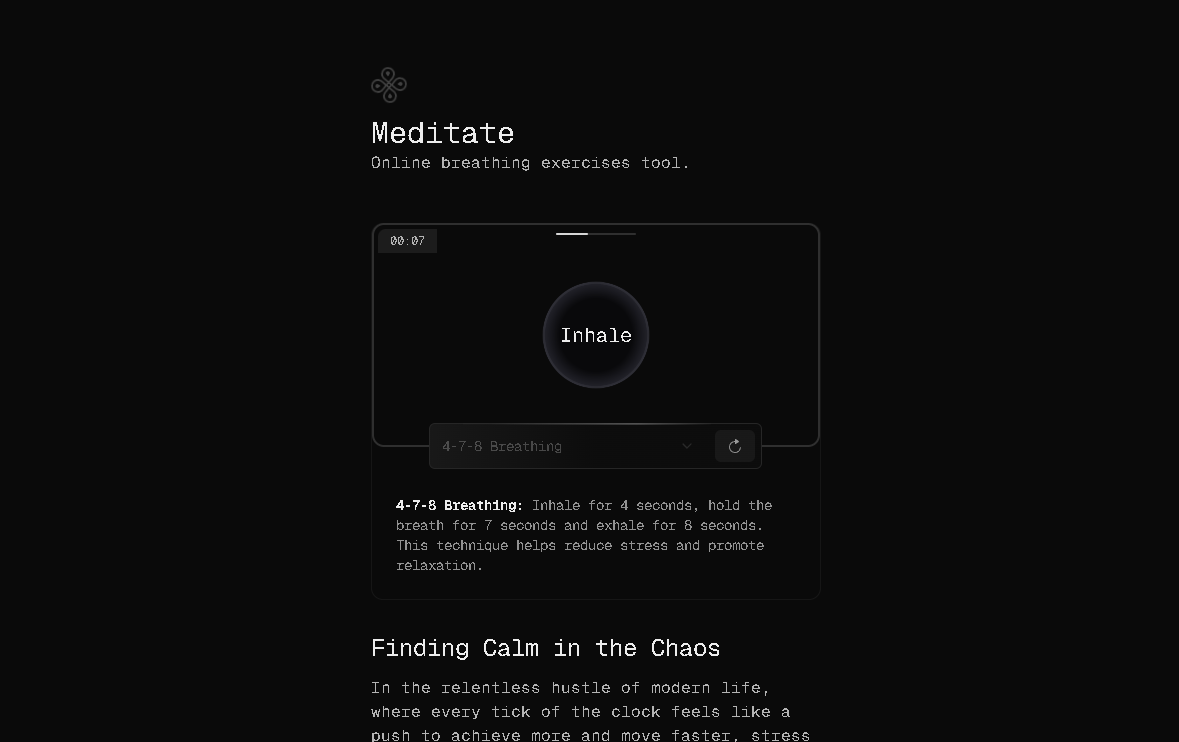 Meditate
Online breathing exercises tool.
00:07
Inhale
4-7-8 Breathing
4-7-8 Breathing: Inhale for 4 seconds, hold the
breath for 7 seconds and exhale for 8 seconds.
This technique helps reduce stress and promote
relaxation.
Finding Calm in the Chaos
In the relentless hustle of modern life,
where every tick of the clock feels like a
push to achieve more and move faster, stress